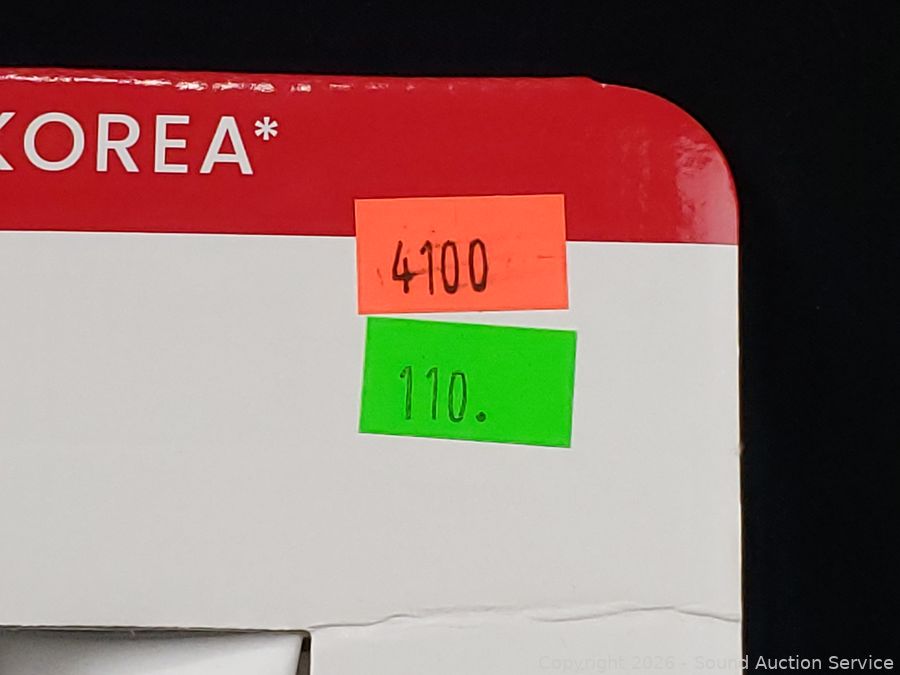 KOREA*
4100
110.
Copyright 2026 - Sound Auction Service